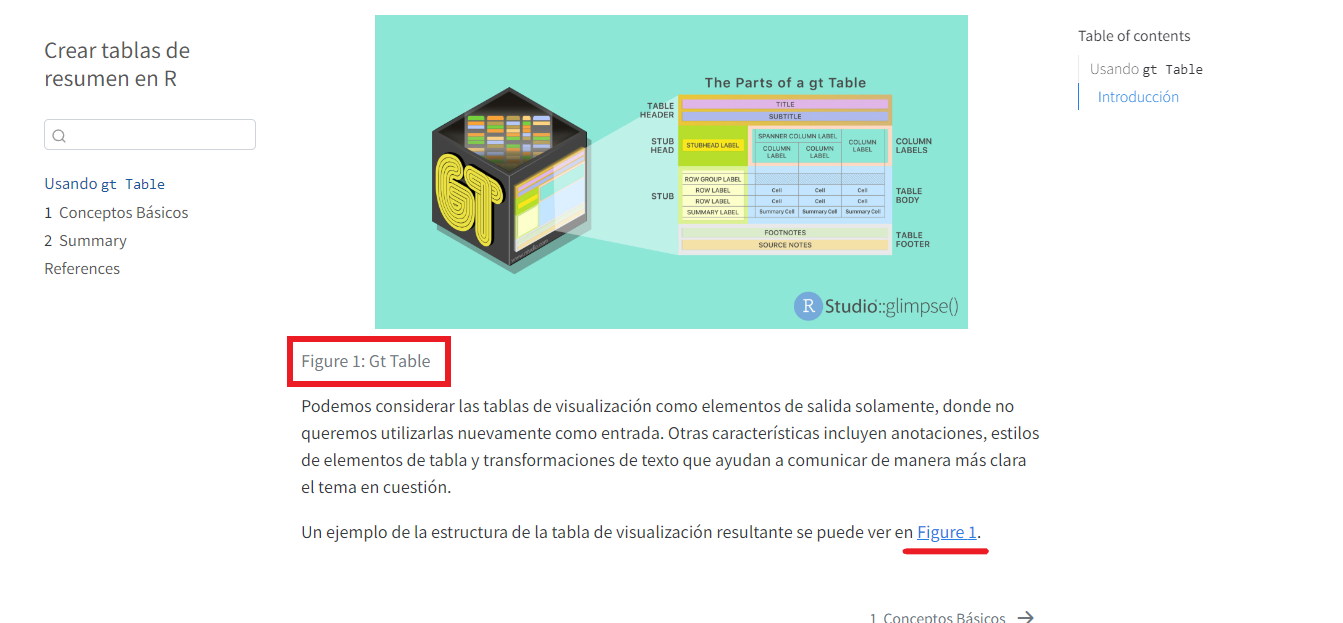 Crear tablas de
resumen en R
Usando gt Table
1 Conceptos Básicos
2 Summary
References
The Parts of a gt Table
TABLE
HEADER
TITLE
SUBTITLE
STUB
HEAD
STUBHEAD LABEL
SPANNER COLUMN LABEL
COLUMN
LABEL
COLUMN
LABEL
COLUMN
LABEL
COLUMN
LABELS
STUB
ROW GROUP LABEL
ROW LABEL Cell Cell Cell
ROW LABEL Cell Cell Cell
SUMMARY LABEL Summary Cell Summary Cell Summary Cell
TABLE
BODY
FOOTNOTES
SOURCE NOTES
TABLE
FOOTER
GT
R Studio::glimpse()
Figure 1: Gt Table
Podemos considerar las tablas de visualización como elementos de salida solamente, donde no
queremos utilizarlas nuevamente como entrada. Otras características incluyen anotaciones, estilos
de elementos de tabla y transformaciones de texto que ayudan a comunicar de manera más clara
el tema en cuestión.
Un ejemplo de la estructura de la tabla de visualización resultante se puede ver en Figure 1.
1 Conceptos Básicos →
Table of contents
Usando gt Table
Introducción